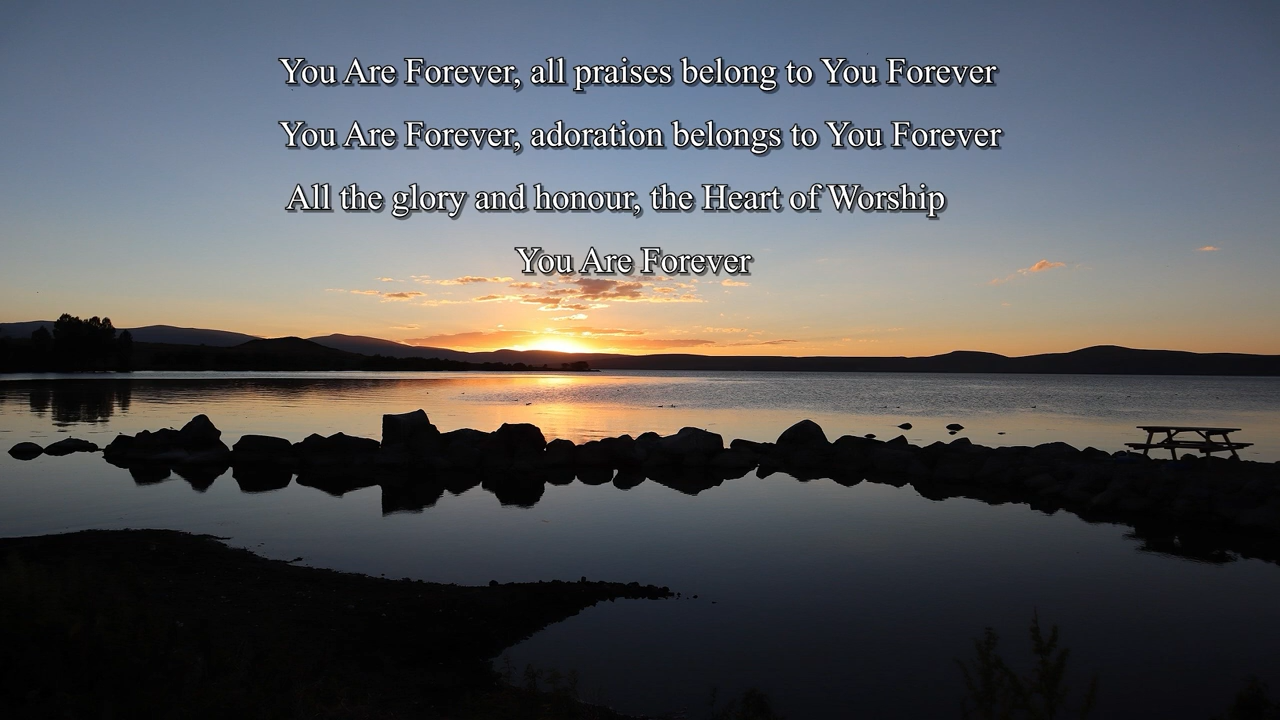 You Are Forever, all praises belong to You Forever
You Are Forever, adoration belongs to You Forever
All the glory and honour, the Heart of Worship
You Are Forever